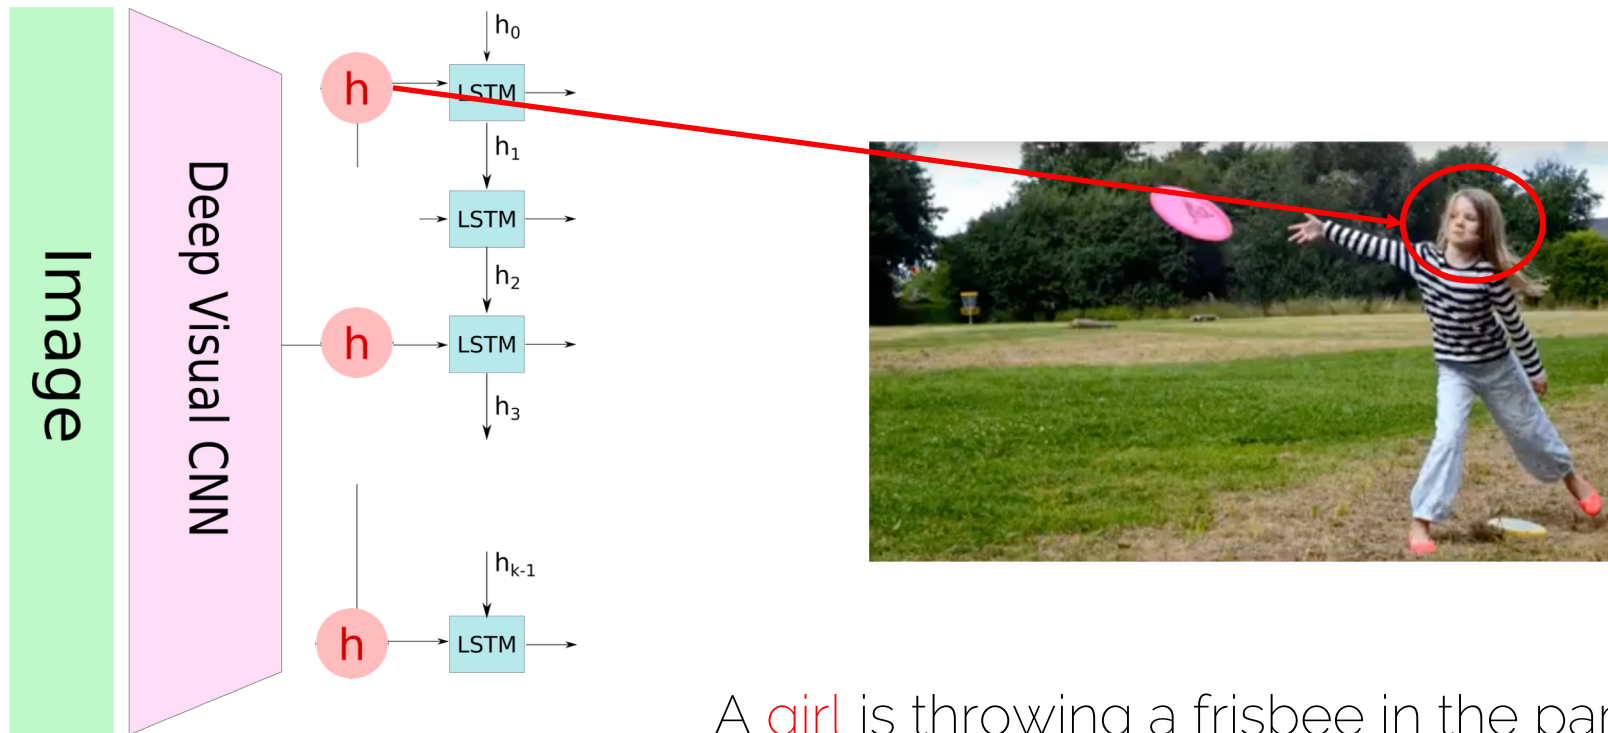 Image
Deep Visual CNN
h₀
h
LSTM
h₁
LSTM
h₂
h
LSTM
h₃
hₖ₋₁
h
LSTM
A girl is throwing a frisbee in the